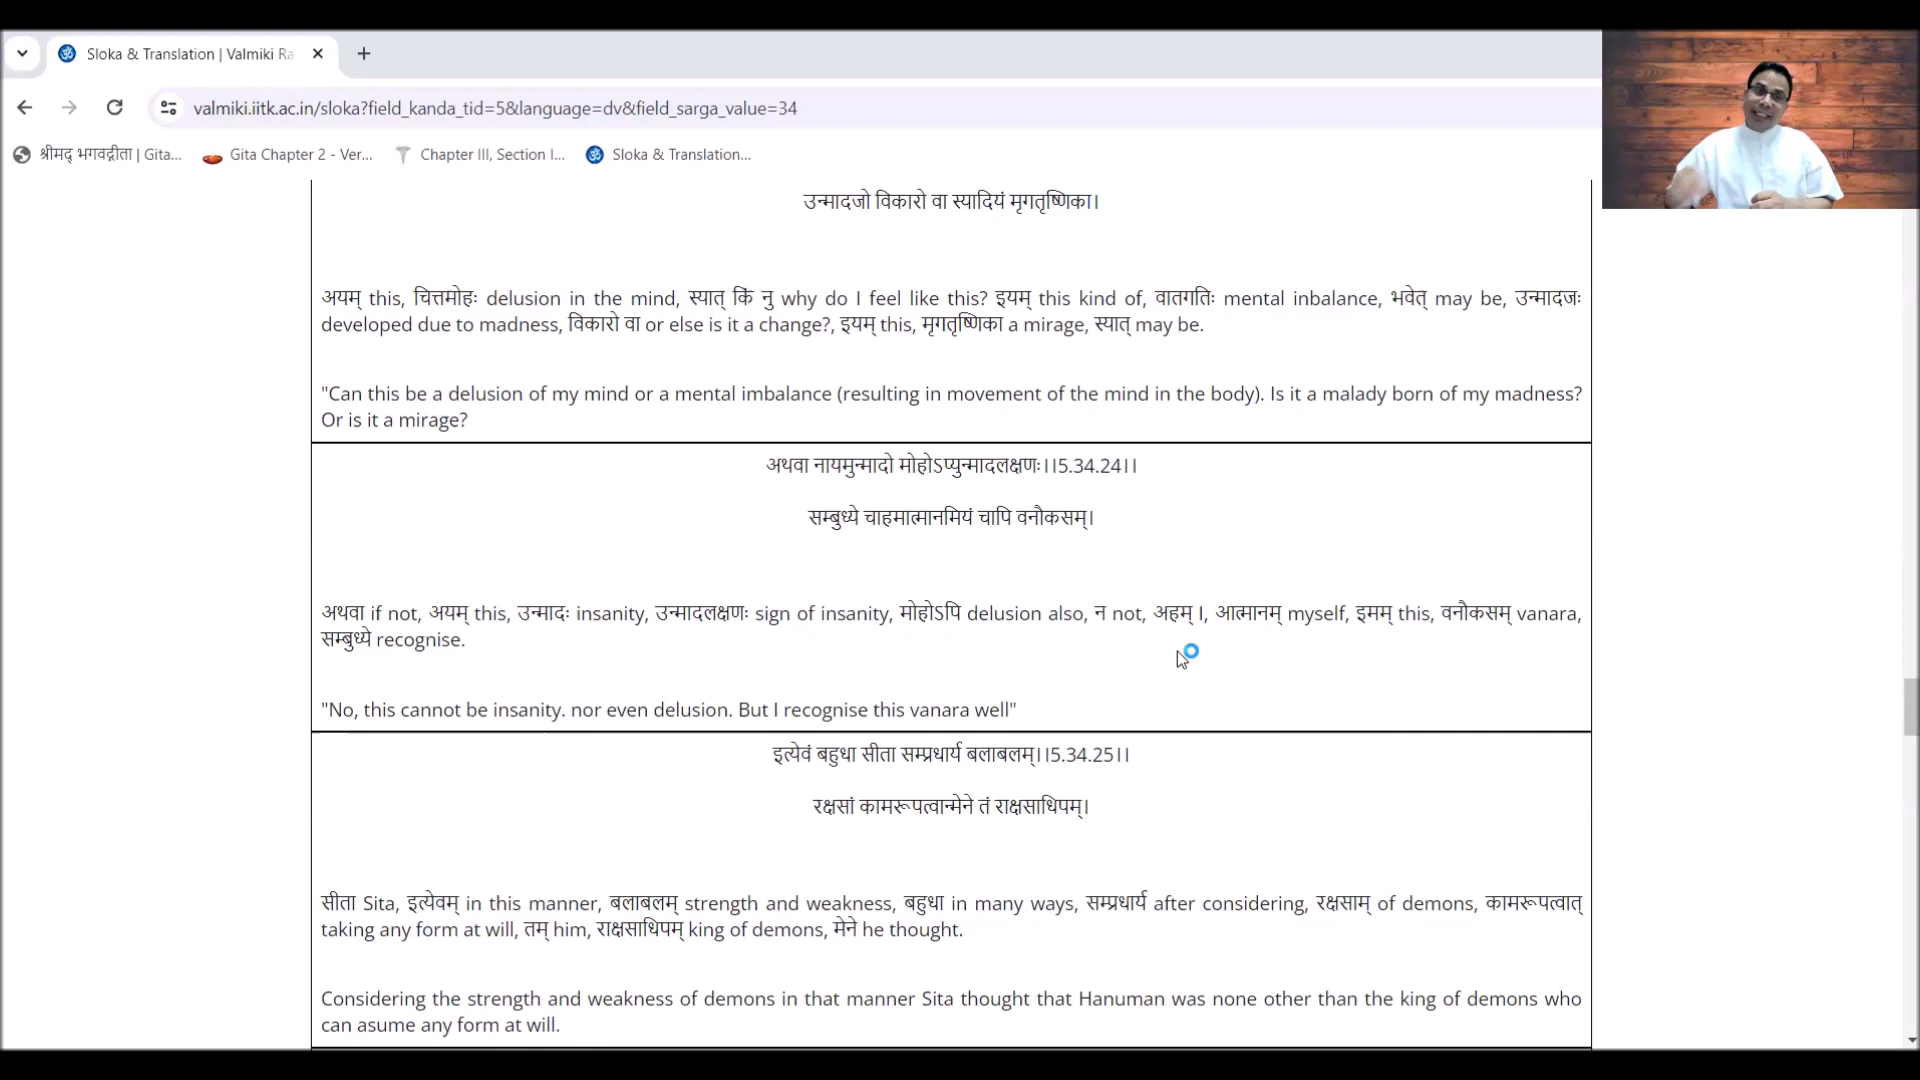 Sloka & Translation | Valmiki Ra
valmiki.iitk.ac.in/sloka?field_kanda_tid=5&language=dv&field_sarga_value=34
श्रीमद् भगवद्गीता | Gita...
Gita Chapter 2 - Ver...
Chapter III, Section I...
Sloka & Translation...
उन्मादजो विकारो वा स्यादियं मृगतृष्णिका।
अयम् this, चित्तमोहः delusion in the mind, स्यात् किं नु why do I feel like this? इयम् this kind of, वातगतिः mental inbalance, भवेत् may be, उन्मादजः
developed due to madness, विकारो वा or else is it a change?, इयम् this, मृगतृष्णिका a mirage, स्यात् may be.
"Can this be a delusion of my mind or a mental imbalance (resulting in movement of the mind in the body). Is it a malady born of my madness?
Or is it a mirage?
अथवा नायमुन्मादो मोहोऽप्युन्मादलक्षणः।।5.34.24।।
सम्बुध्ये चाहमात्मानमियं चापि वनौकसम्।
अथवा if not, अयम् this, उन्मादः insanity, उन्मादलक्षणः sign of insanity, मोहोऽपि delusion also, न not, अहम् I, आत्मानम् myself, इमम् this, वनौकसम् vanara,
सम्बुध्ये recognise.
"No, this cannot be insanity. nor even delusion. But I recognise this vanara well"
इत्येवं बहुधा सीता सम्प्रधार्य बलाबलम्।।5.34.25।।
रक्षसां कामरूपत्वान्मेने तं राक्षसाधिपम्।
सीता Sita, इत्येवम् in this manner, बलाबलम् strength and weakness, बहुधा in many ways, सम्प्रधार्य after considering, रक्षसाम् of demons, कामरूपत्वात्
taking any form at will, तम् him, राक्षसाधिपम् king of demons, मेने he thought.
Considering the strength and weakness of demons in that manner Sita thought that Hanuman was none other than the king of demons who
can asume any form at will.